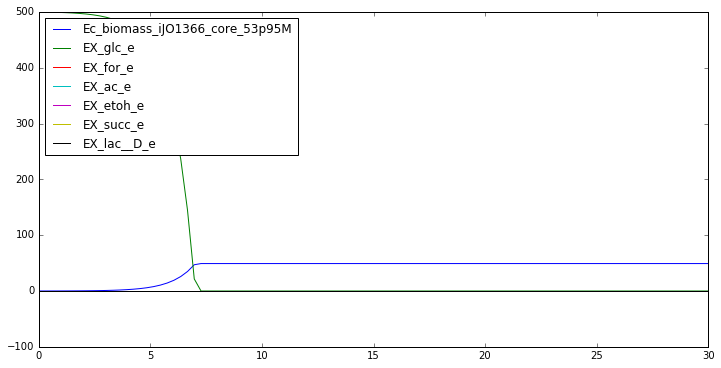 500
400
300
200
100
0
−100
Ec_biomass_iJO1366_core_53p95M
EX_glc_e
EX_for_e
EX_ac_e
EX_etoh_e
EX_succ_e
EX_lac__D_e
0
5
10
15
20
25
30